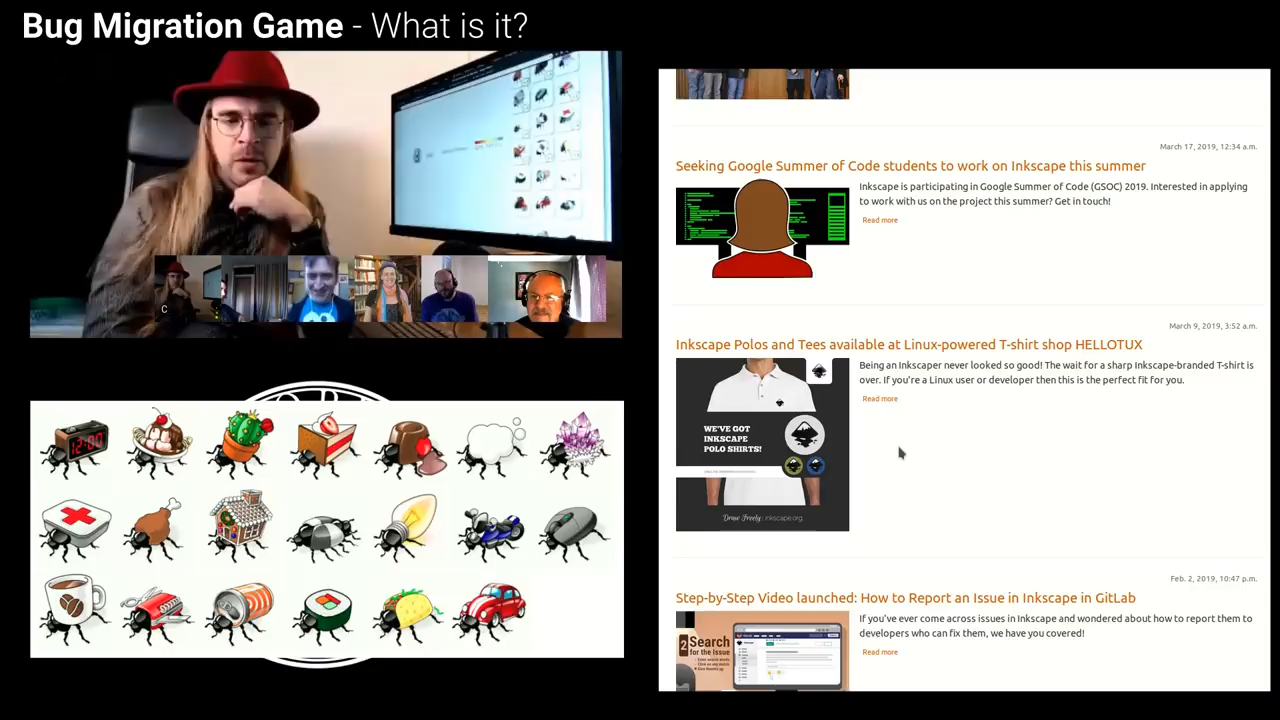 Bug Migration Game - What is it?
C
12:00
March 17, 2019, 12:34 a.m.
Seeking Google Summer of Code students to work on Inkscape this summer
Inkscape is participating in Google Summer of Code (GSOC) 2019. Interested in applying
to work with us on the project this summer? Get in touch!
Read more
March 9, 2019, 3:52 a.m.
Inkscape Polos and Tees available at Linux-powered T-shirt shop HELLOTUX
Being an Inkscaper never looked so good! The wait for a sharp Inkscape-branded T-shirt is
over. If you're a Linux user or developer then this is the perfect fit for you.
Read more
WE'VE GOT
INKSCAPE
POLO SHIRTS!
Draw Freely | inkscape.org
Feb. 2, 2019, 10:47 p.m.
Step-by-Step Video launched: How to Report an Issue in Inkscape in GitLab
If you've ever come across issues in Inkscape and wondered about how to report them to
developers who can fix them, we have you covered!
Read more
2 Search
for the issue